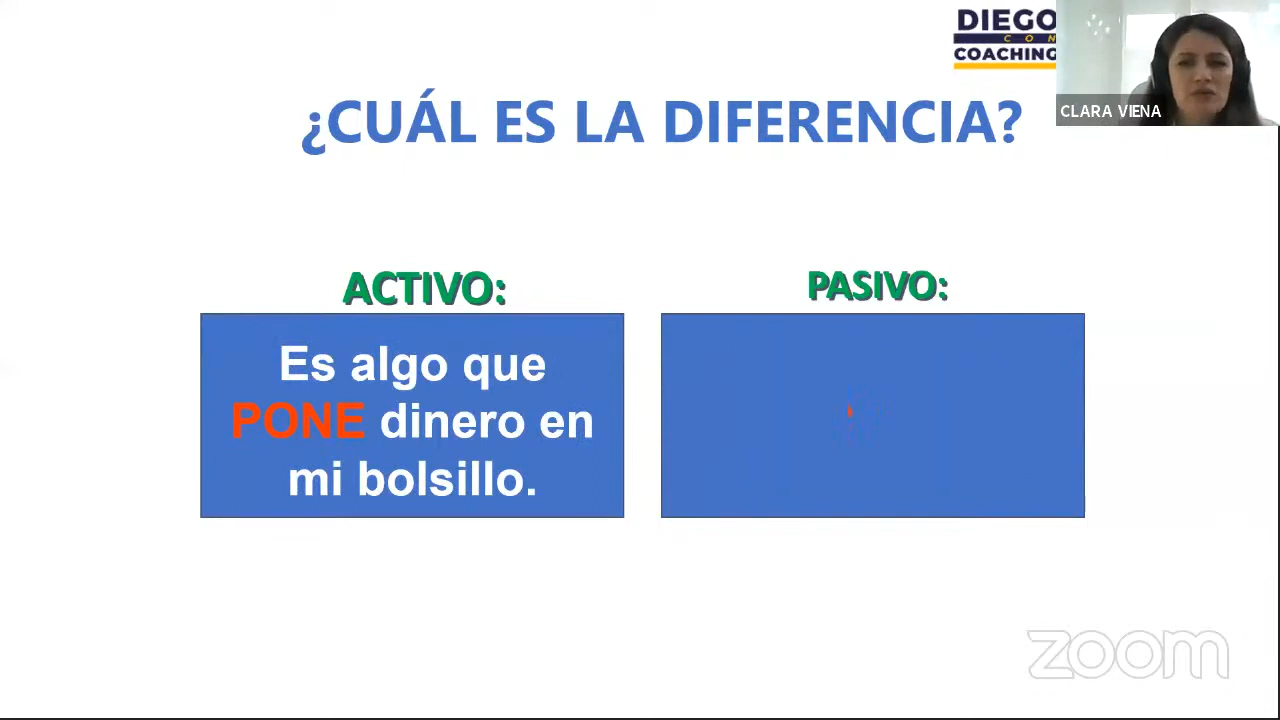 DIEGO
CON
COACHING
CLARA VIENA
¿CUÁL ES LA DIFERENCIA?
ACTIVO:
Es algo que
PONE dinero en
mi bolsillo.
PASIVO:
zoom